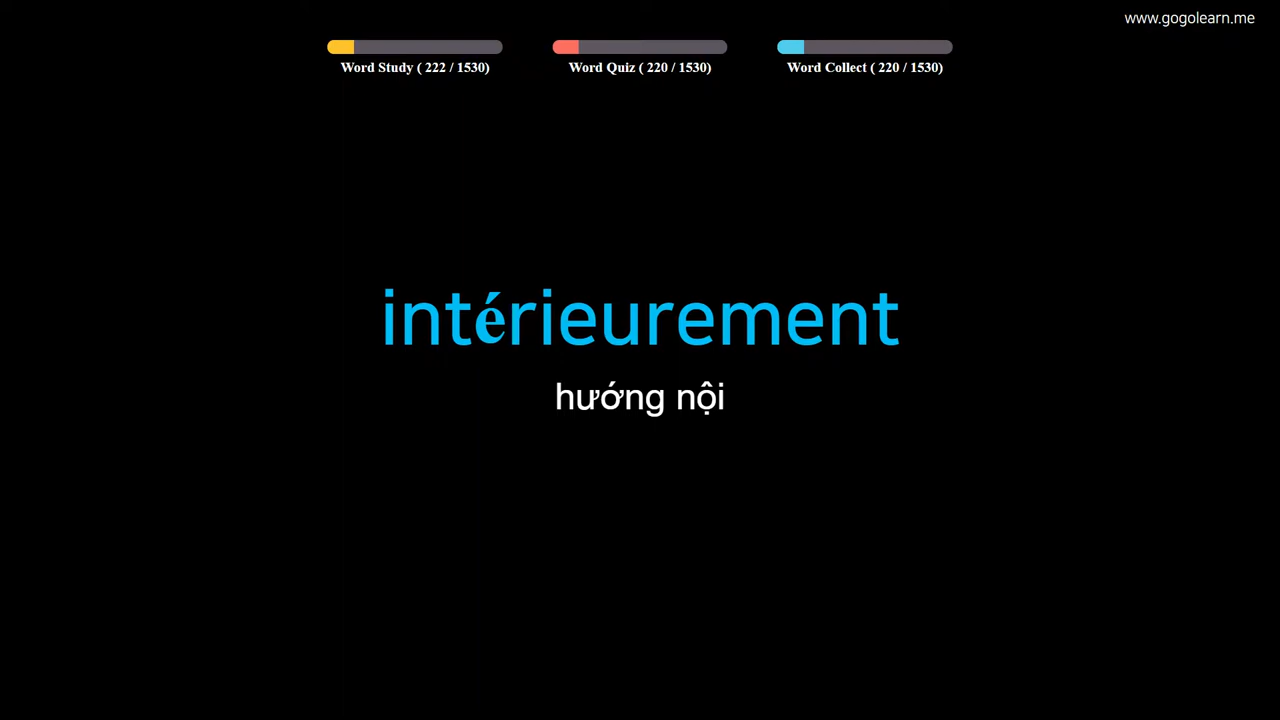 www.gogolearn.me
Word Study ( 222 / 1530)
Word Quiz ( 220 / 1530)
Word Collect ( 220 / 1530)
intérieurement
hướng nội